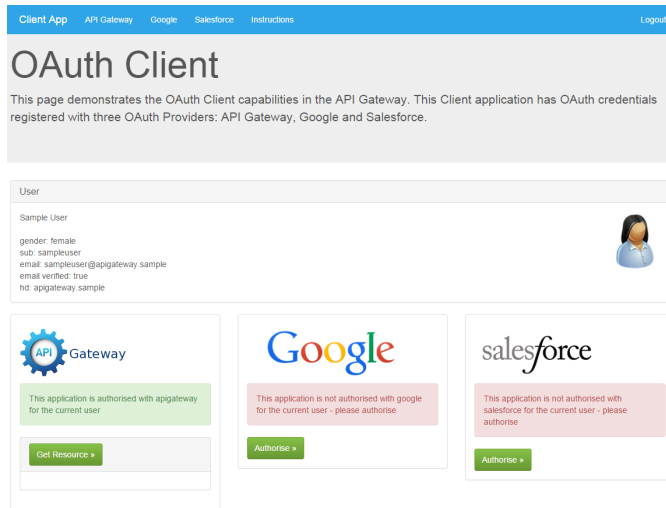 Client App API Gateway Google Salesforce Instructions Logout
OAuth Client
This page demonstrates the OAuth Client capabilities in the API Gateway. This Client application has OAuth credentials
registered with three OAuth Providers: API Gateway, Google and Salesforce.
User
Sample User
gender: female
sub: sampleuser
email: sampleuser@apigateway.sample
email verified: true
hd: apigateway.sample
API Gateway
This application is authorised with apigateway
for the current user
Get Resource »
Google
This application is not authorised with google
for the current user - please authorise
Authorise »
salesforce
This application is not authorised with
salesforce for the current user - please
authorise
Authorise »